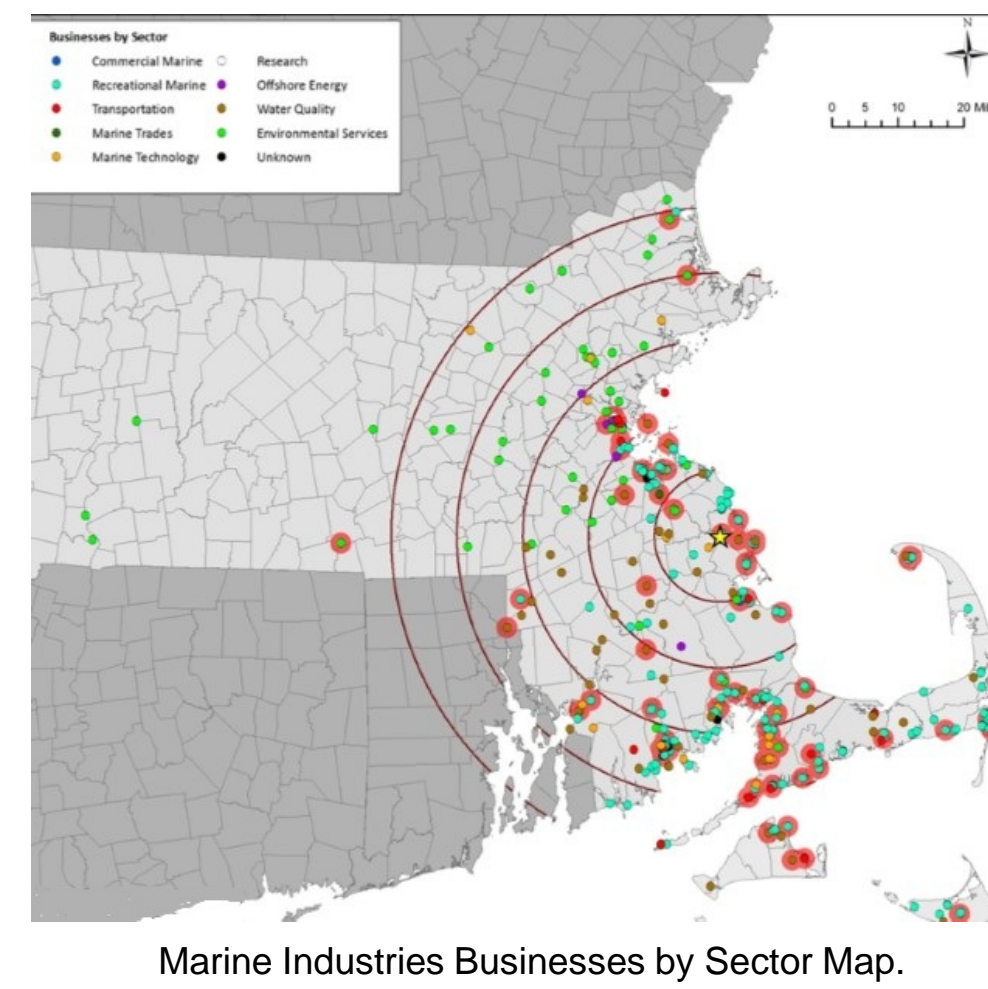 Businesses by Sector
Commercial Marine
Research
Recreational Marine
Offshore Energy
Transportation
Water Quality
Marine Trades
Environmental Services
Marine Technology
Unknown
N
0 5 10 20 Mi
Marine Industries Businesses by Sector Map.